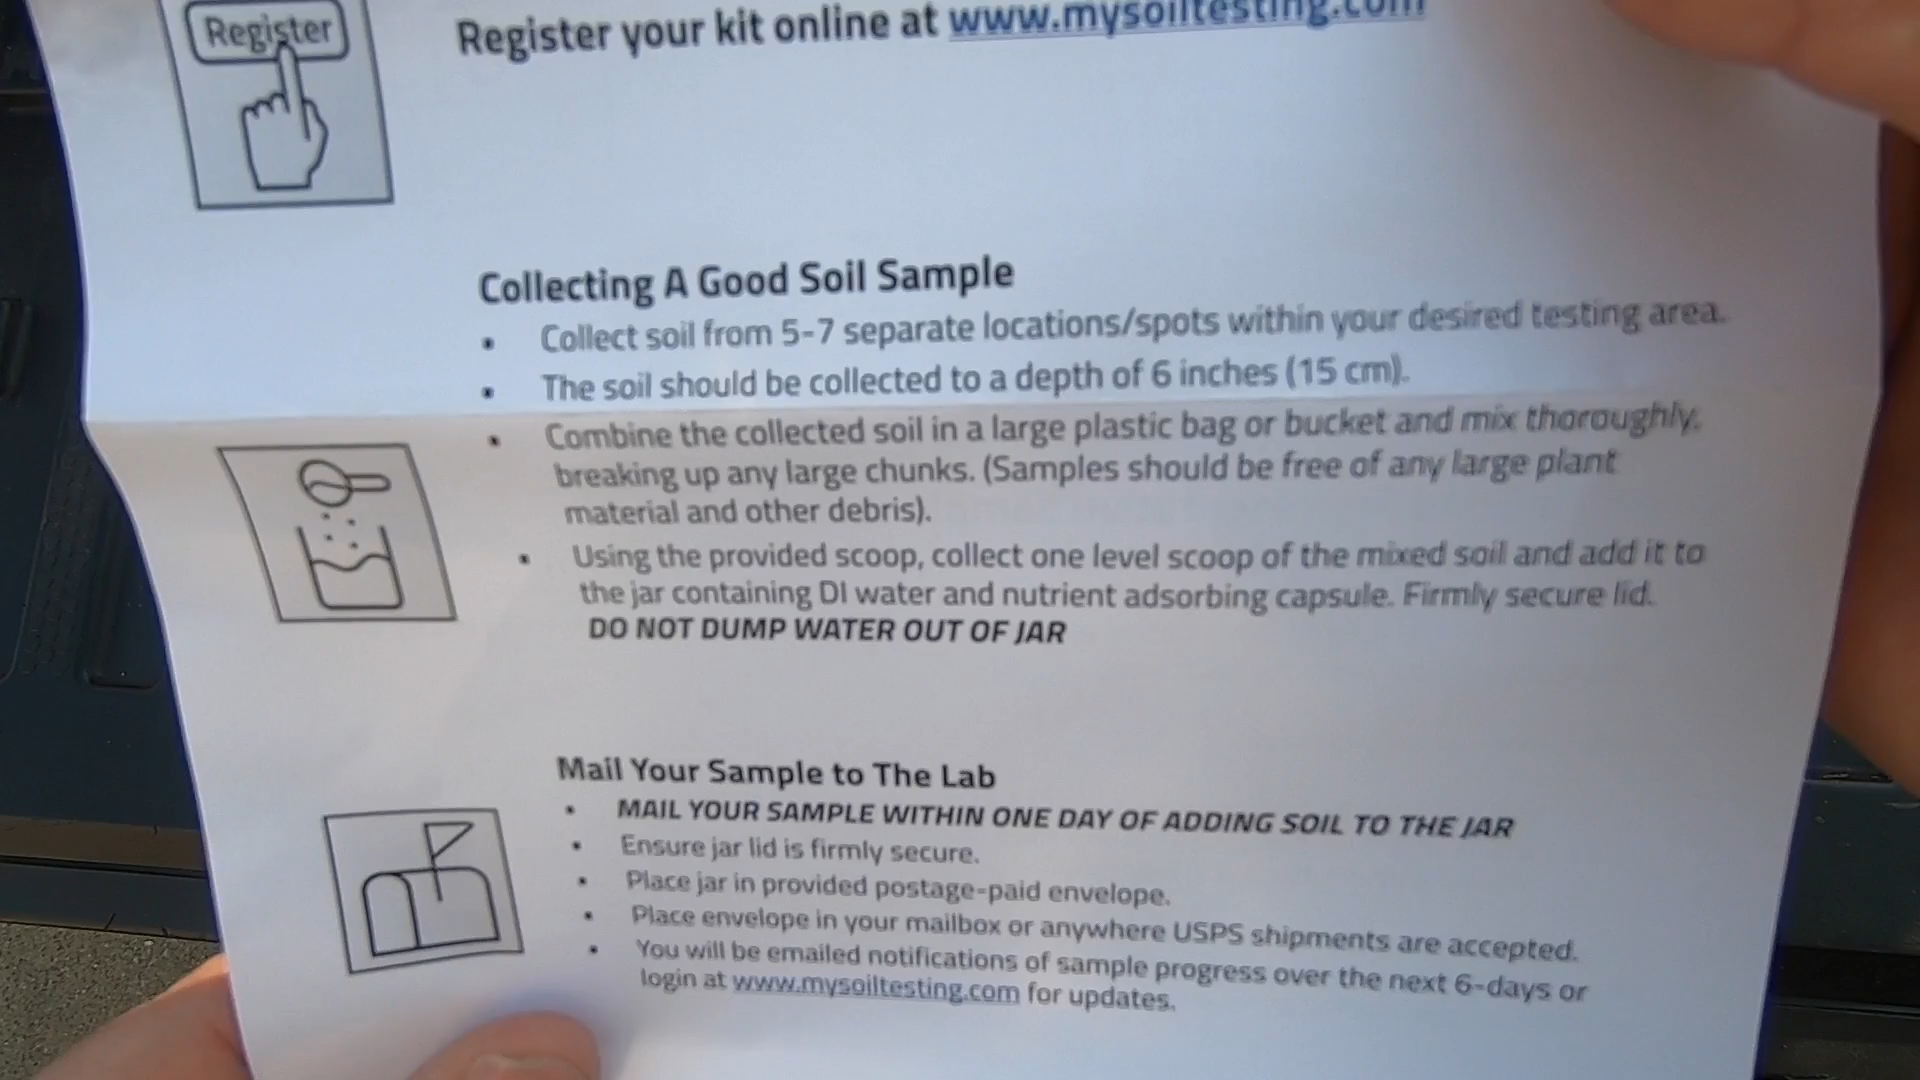 Register
Register your kit online at www.mysoiltesting.com
Collecting A Good Soil Sample
• Collect soil from 5-7 separate locations/spots within your desired testing area.
• The soil should be collected to a depth of 6 inches (15 cm).
• Combine the collected soil in a large plastic bag or bucket and mix thoroughly,
breaking up any large chunks. (Samples should be free of any large plant
material and other debris).
• Using the provided scoop, collect one level scoop of the mixed soil and add it to
the jar containing DI water and nutrient adsorbing capsule. Firmly secure lid.
DO NOT DUMP WATER OUT OF JAR
Mail Your Sample to The Lab
• MAIL YOUR SAMPLE WITHIN ONE DAY OF ADDING SOIL TO THE JAR
• Ensure jar lid is firmly secure.
• Place jar in provided postage-paid envelope.
• Place envelope in your mailbox or anywhere USPS shipments are accepted.
• You will be emailed notifications of sample progress over the next 6-days or
login at www.mysoiltesting.com for updates.